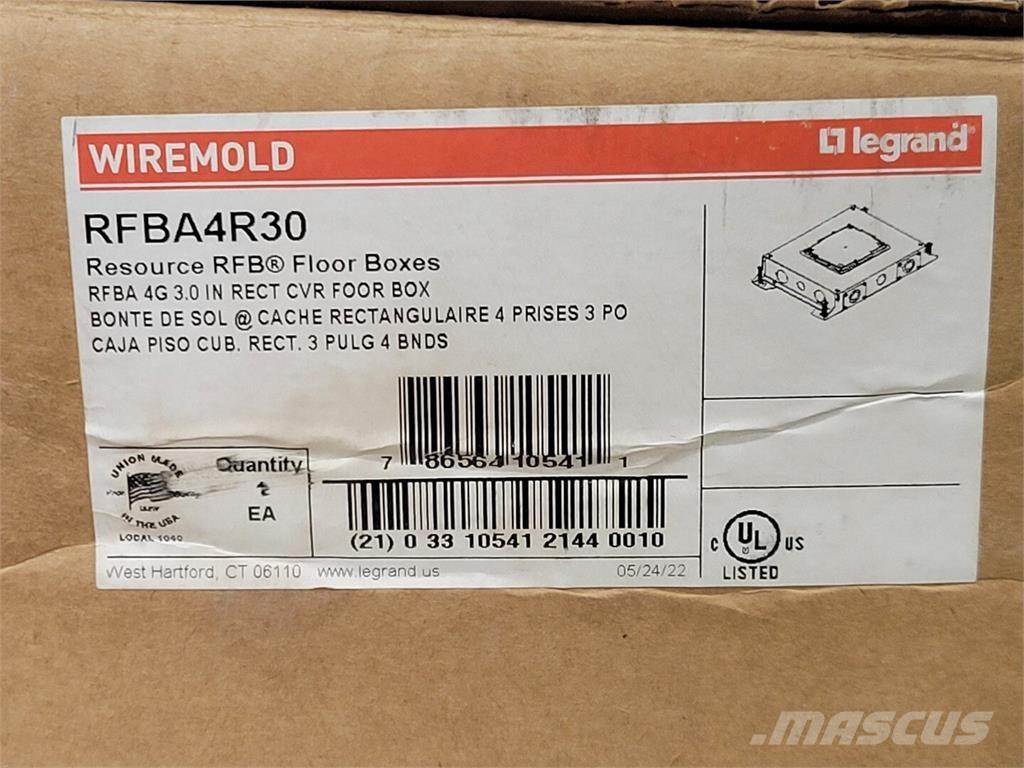 WIREMOLD
legrand
RFBA4R30
Resource RFB® Floor Boxes
RFBA 4G 3.0 IN RECT CVR FOOR BOX
BONTE DE SOL @ CACHE RECTANGULAIRE 4 PRISES 3 PO
CAJA PISO CUB. RECT. 3 PULG 4 BNDS
7 86564 10541 1
UNION MADE
IN THE USA
LOCAL 1040
Quantity
EA
(21) 0 33 10541 2144 0010
C UL US
LISTED
West Hartford, CT 06110 www.legrand.us 05/24/22
MASCUS